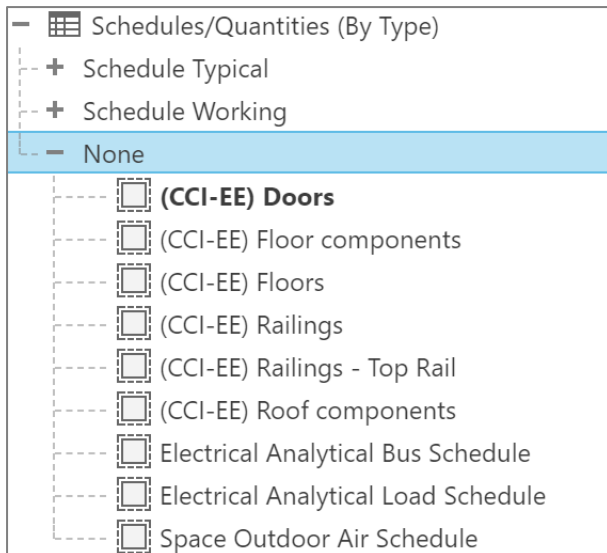 Schedules/Quantities (By Type)
Schedule Typical
Schedule Working
None
(CCI-EE) Doors
(CCI-EE) Floor components
(CCI-EE) Floors
(CCI-EE) Railings
(CCI-EE) Railings - Top Rail
(CCI-EE) Roof components
Electrical Analytical Bus Schedule
Electrical Analytical Load Schedule
Space Outdoor Air Schedule